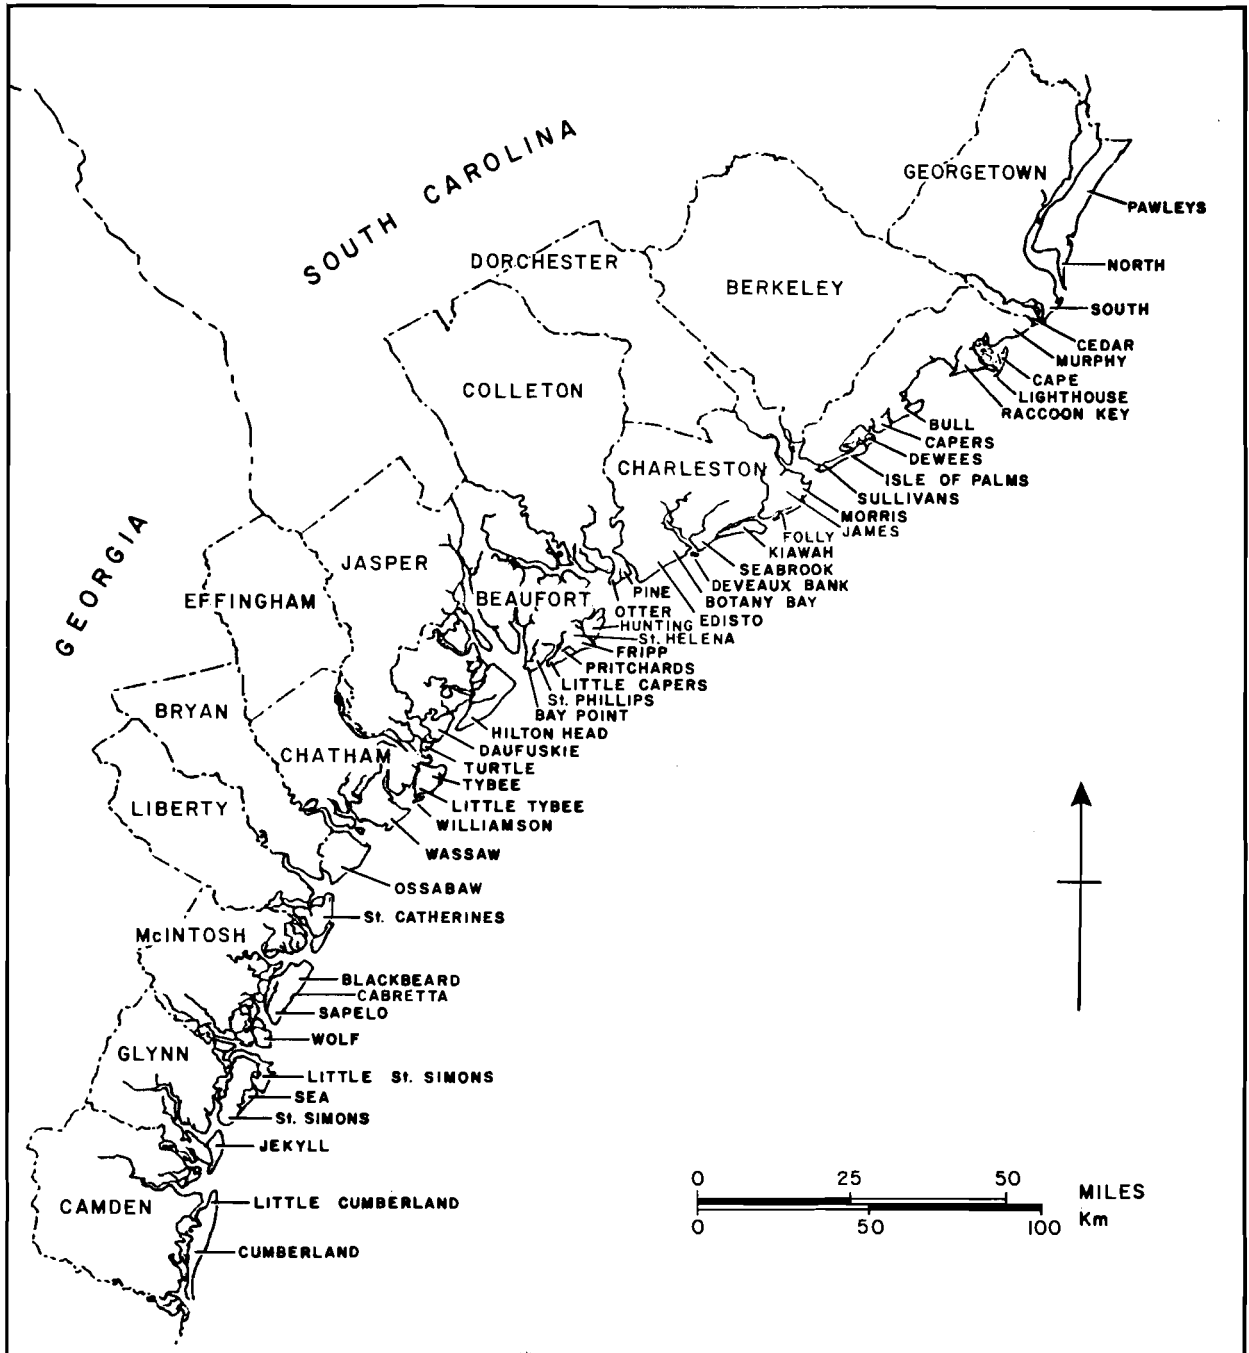 SOUTH CAROLINA
GEORGIA
GEORGETOWN
DORCHESTER
BERKELEY
COLLETON
CHARLESTON
JASPER
BEAUFORT
EFFINGHAM
BRYAN
CHATHAM
LIBERTY
McINTOSH
GLYNN
CAMDEN
PAWLEYS
NORTH
SOUTH
CEDAR
MURPHY
CAPE
LIGHTHOUSE
RACCOON KEY
BULL
CAPERS
DEWEES
ISLE OF PALMS
SULLIVANS
MORRIS
JAMES
FOLLY
KIAWAH
SEABROOK
DEVEAUX BANK
BOTANY BAY
EDISTO
PINE
OTTER
HUNTING
St. HELENA
FRIPP
PRITCHARDS
LITTLE CAPERS
St. PHILLIPS
BAY POINT
HILTON HEAD
DAUFUSKIE
TURTLE
TYBEE
LITTLE TYBEE
WILLIAMSON
WASSAW
OSSABAW
St. CATHERINES
BLACKBEARD
CABRETTA
SAPELO
WOLF
LITTLE St. SIMONS
SEA
St. SIMONS
JEKYLL
LITTLE CUMBERLAND
CUMBERLAND
0 25 50
MILES
Km
0 50 100